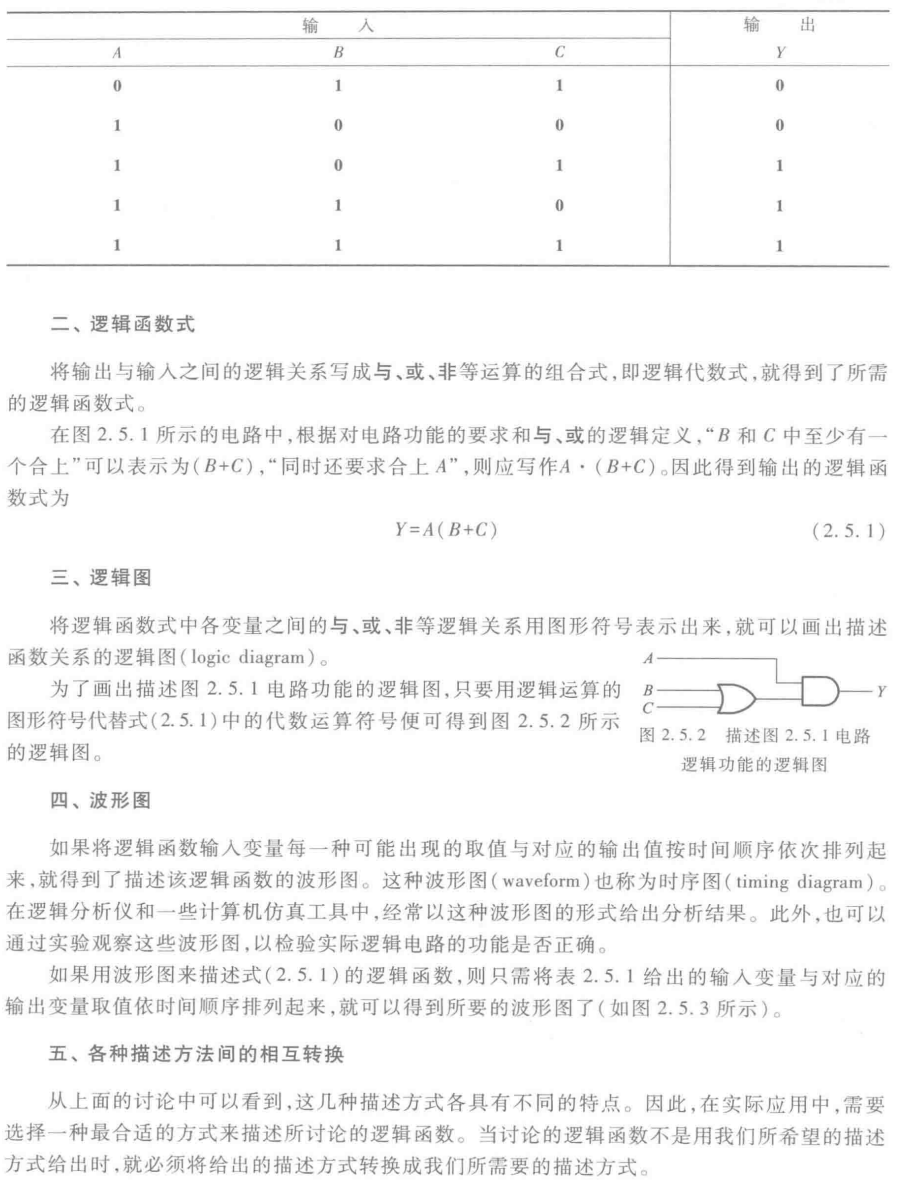 输 入 输 出
A B C Y
0 1 1 0
1 0 0 0
1 0 1 1
1 1 0 1
1 1 1 1
二、逻辑函数式
将输出与输入之间的逻辑关系写成与、或、非等运算的组合式,即逻辑代数式,就得到了所需
的逻辑函数式。
在图 2.5.1 所示的电路中,根据对电路功能的要求和与、或的逻辑定义,“B 和 C 中至少有一
个合上”可以表示为(B+C),“同时还要求合上 A”,则应写作A·(B+C)。因此得到输出的逻辑函
数式为
Y=A(B+C) (2.5.1)
三、逻辑图
将逻辑函数式中各变量之间的与、或、非等逻辑关系用图形符号表示出来,就可以画出描述
函数关系的逻辑图(logic diagram)。
为了画出描述图 2.5.1 电路功能的逻辑图,只要用逻辑运算的
图形符号代替式(2.5.1)中的代数运算符号便可得到图 2.5.2 所示
的逻辑图。
A
B
C
Y
图 2.5.2 描述图 2.5.1 电路
逻辑功能的逻辑图
四、波形图
如果将逻辑函数输入变量每一种可能出现的取值与对应的输出值按时间顺序依次排列起
来,就得到了描述该逻辑函数的波形图。这种波形图(waveform)也称为时序图(timing diagram)。
在逻辑分析仪和一些计算机仿真工具中,经常以这种波形图的形式给出分析结果。此外,也可以
通过实验观察这些波形图,以检验实际逻辑电路的功能是否正确。
如果用波形图来描述式(2.5.1)的逻辑函数,则只需将表 2.5.1 给出的输入变量与对应的
输出变量取值依时间顺序排列起来,就可以得到所要的波形图了(如图 2.5.3 所示)。
五、各种描述方法间的相互转换
从上面的讨论中可以看到,这几种描述方式各具有不同的特点。因此,在实际应用中,需要
选择一种最合适的方式来描述所讨论的逻辑函数。当讨论的逻辑函数不是用我们所希望的描述
方式给出时,就必须将给出的描述方式转换成我们所需要的描述方式。